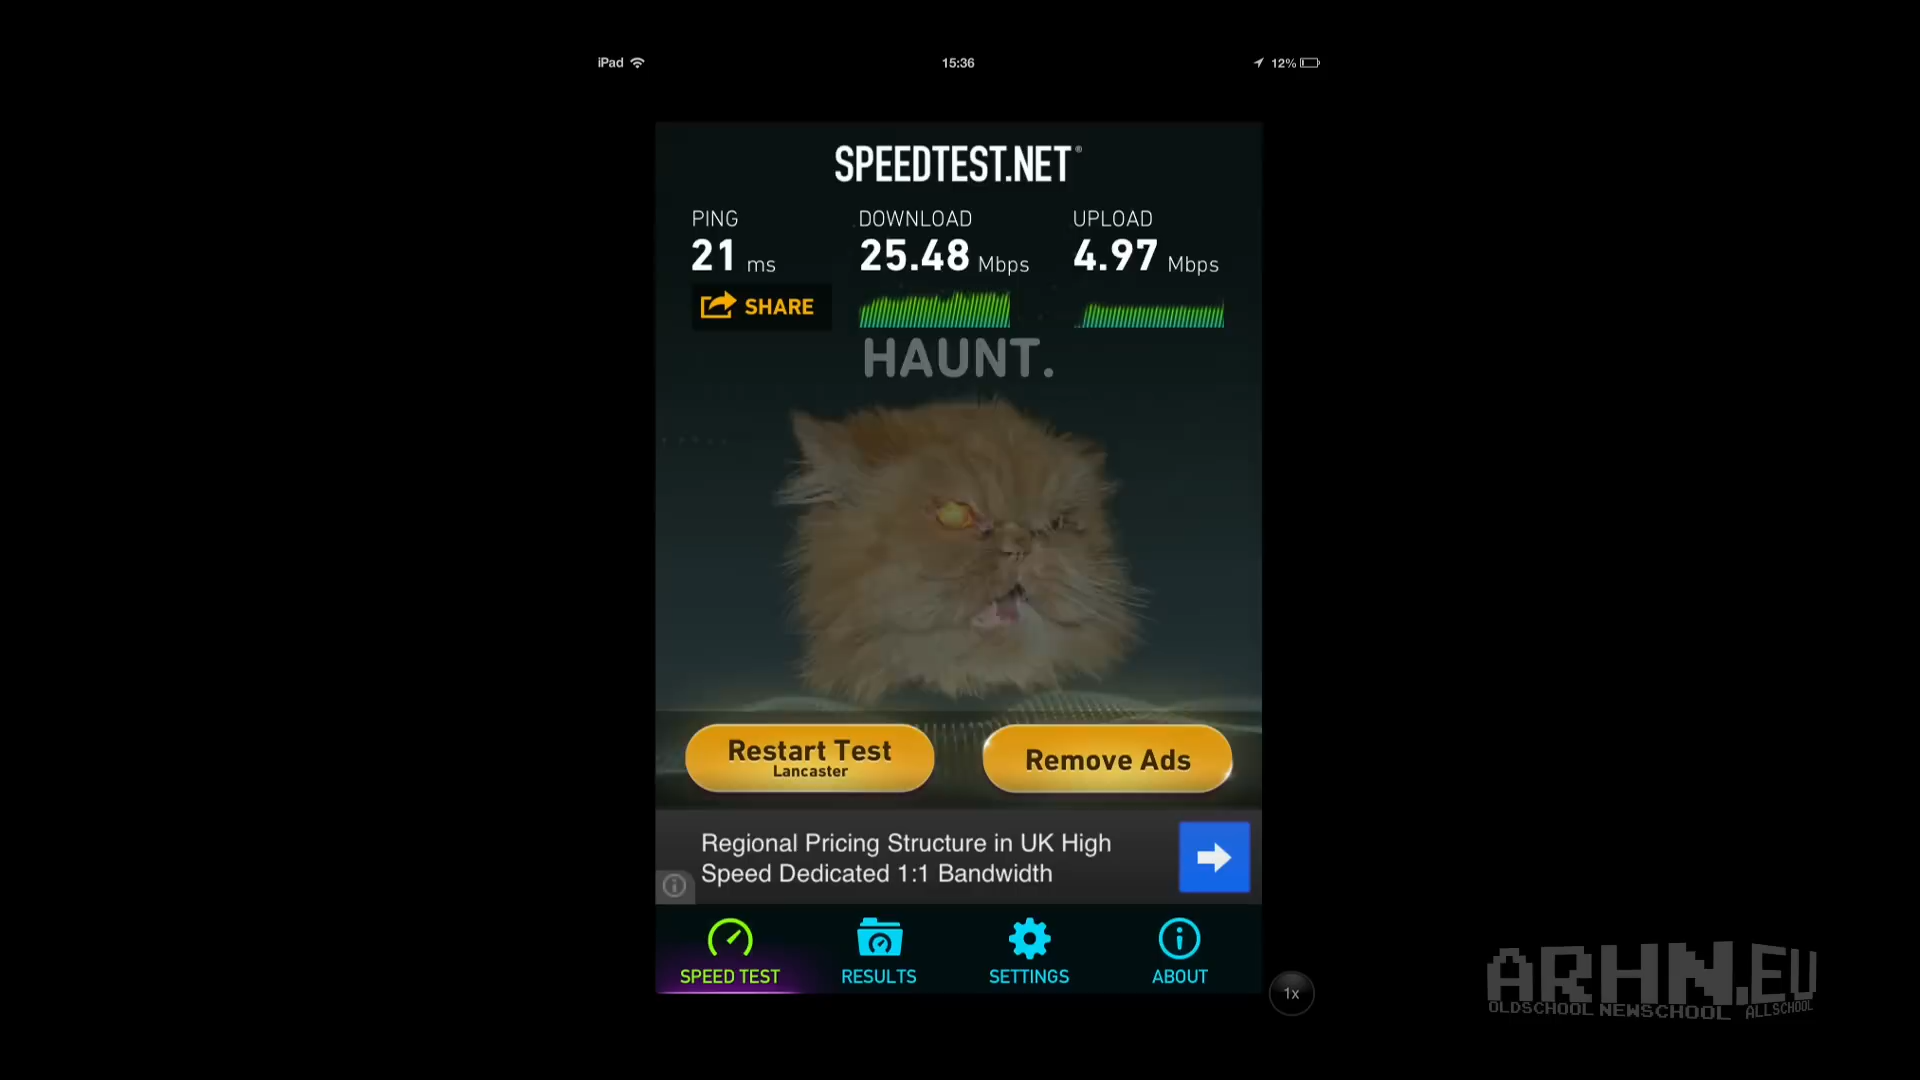 iPad 15:36 12%
SPEEDTEST.NET®
PING DOWNLOAD UPLOAD
21 ms 25.48 Mbps 4.97 Mbps
SHARE
HAUNT.
Restart Test
Lancaster
Remove Ads
Regional Pricing Structure in UK High
Speed Dedicated 1:1 Bandwidth
SPEED TEST RESULTS SETTINGS ABOUT
1x
ARHN.EU
OLDSCHOOL NEWSCHOOL ALLSCHOOL